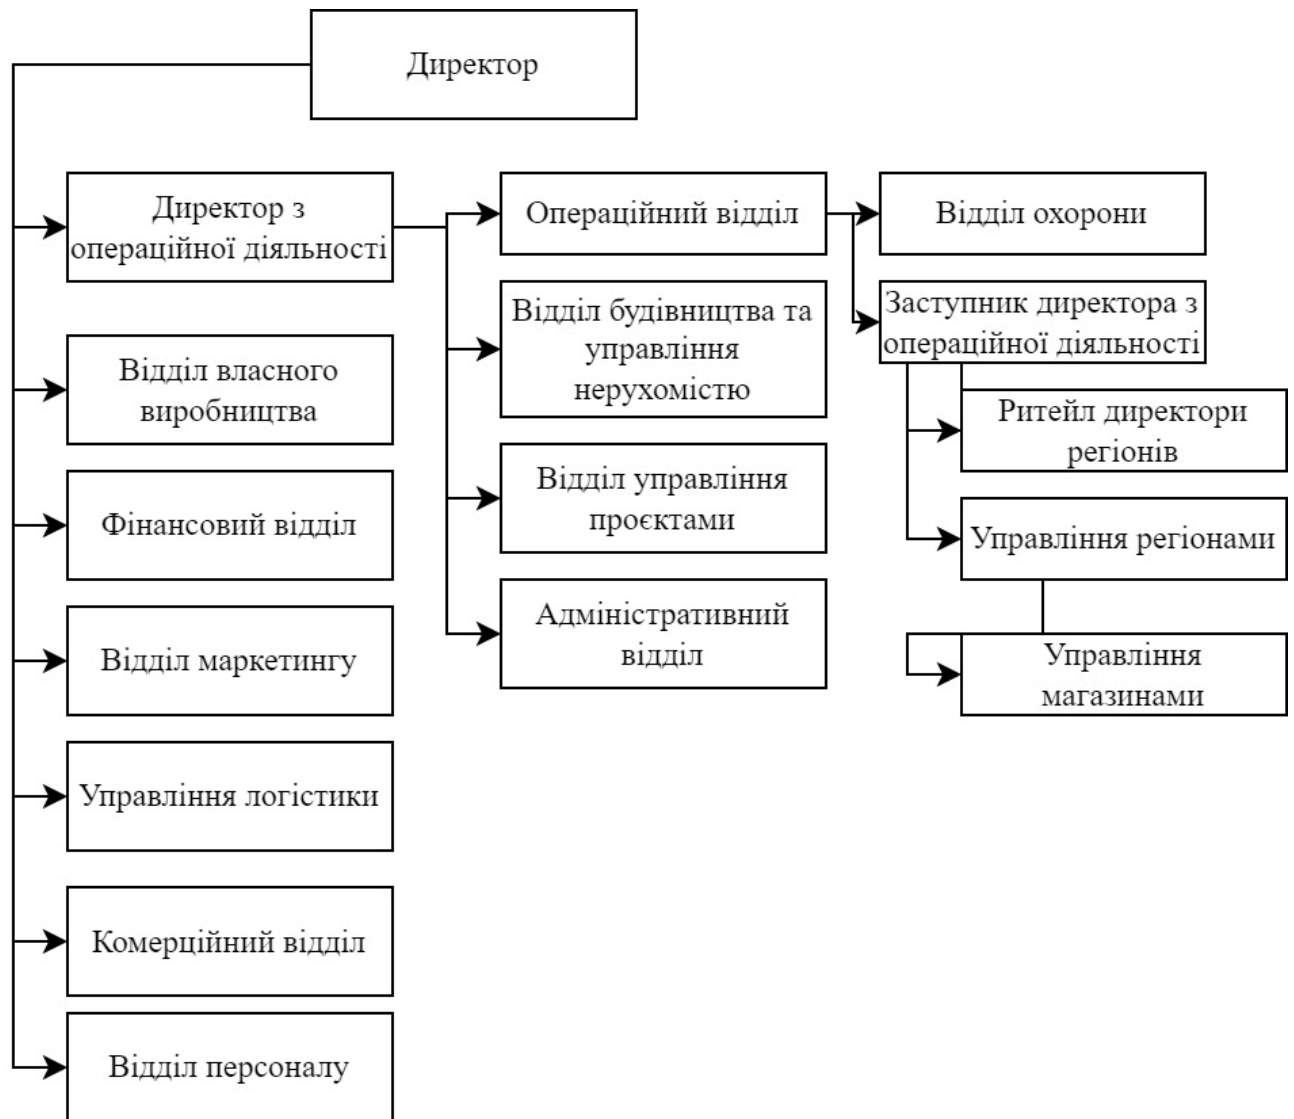 Директор
Директор з
операційної діяльності
Відділ власного
виробництва
Фінансовий відділ
Відділ маркетингу
Управління логістики
Комерційний відділ
Відділ персоналу
Операційний відділ
Відділ будівництва та
управління
нерухомістю
Відділ управління
проєктами
Адміністративний
відділ
Відділ охорони
Заступник директора з
операційної діяльності
Ритейл директори
регіонів
Управління регіонами
Управління
магазинами